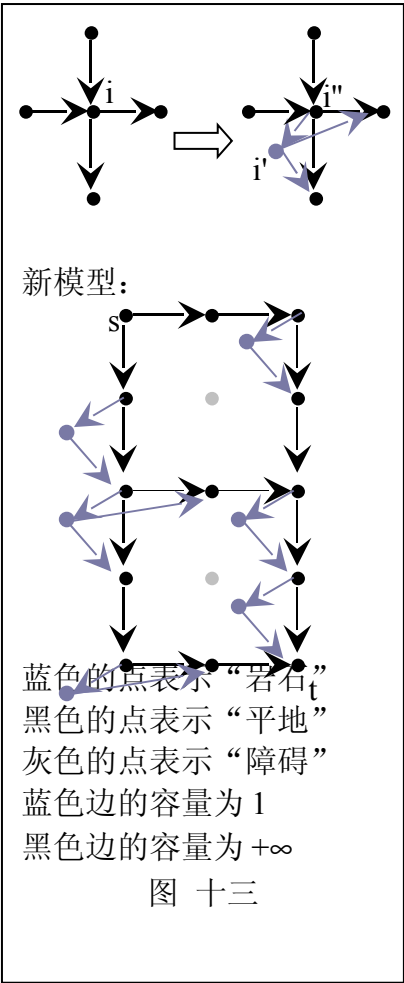 i
i''
i'
新模型：
s
蓝色的点表示“岩石”
t
黑色的点表示“平地”
灰色的点表示“障碍”
蓝色边的容量为 1
黑色边的容量为 +∞
图 十三